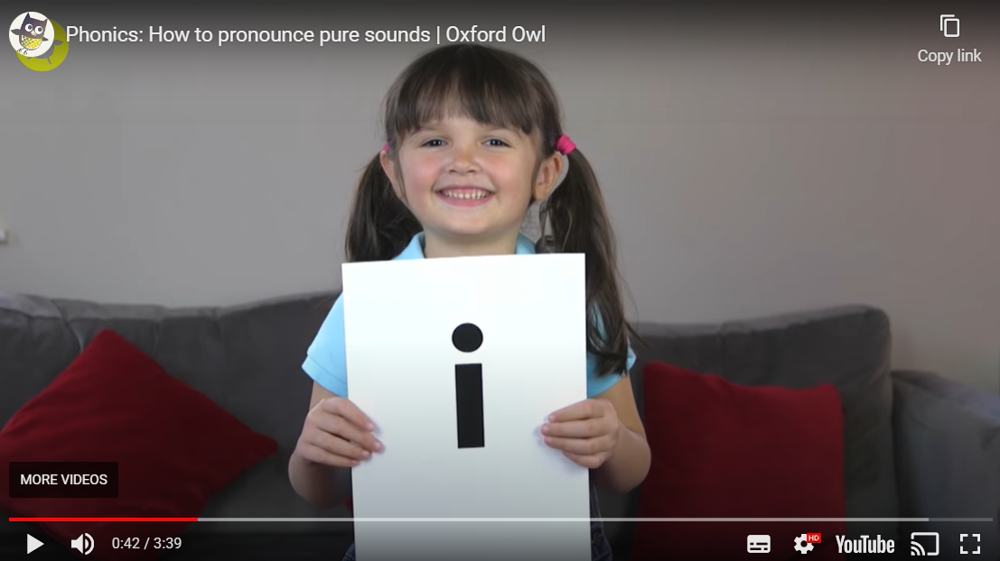 Phonics: How to pronounce pure sounds | Oxford Owl
Copy link
i
MORE VIDEOS
0:42 / 3:39
HD
YouTube